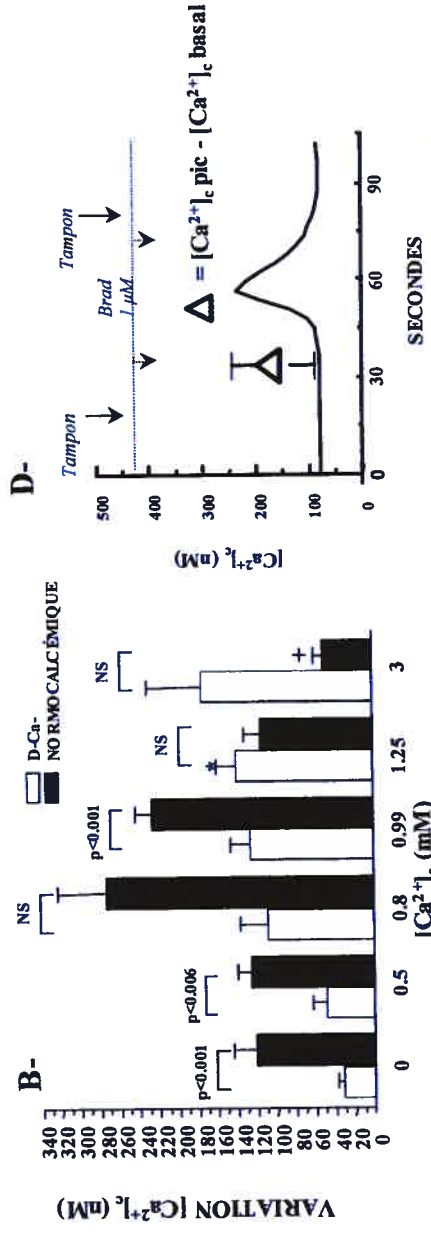 B-
D-Ca-
NORMOCALCÉMIQUE
VARIATION [Ca²⁺]c (nM)
340
320
300
280
260
240
220
200
180
160
140
120
100
80
60
40
20
0
p<0.001
p<0.006
NS
p<0.001
NS
NS
*
+
0 0.5 0.8 0.99 1.25 3
[Ca²⁺]e (mM)
D-
Tampon
Brad
1 µM
Tampon
Δ = [Ca²⁺]c pic - [Ca²⁺]c basal
[Ca²⁺]c (nM)
500
400
300
200
100
0
Δ
0 30 60 90
SECONDES